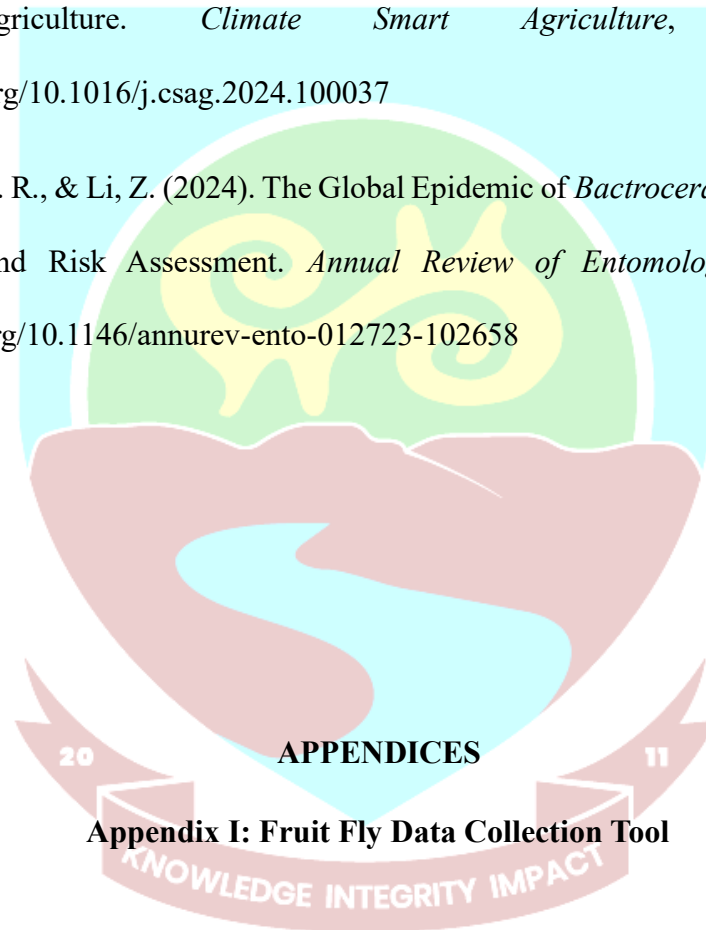 griculture. Climate Smart Agriculture,
rg/10.1016/j.csag.2024.100037
. R., & Li, Z. (2024). The Global Epidemic of Bactrocera
nd Risk Assessment. Annual Review of Entomolog
rg/10.1146/annurev-ento-012723-102658
20 APPENDICES 11
Appendix I: Fruit Fly Data Collection Tool
KNOWLEDGE INTEGRITY IMPACT